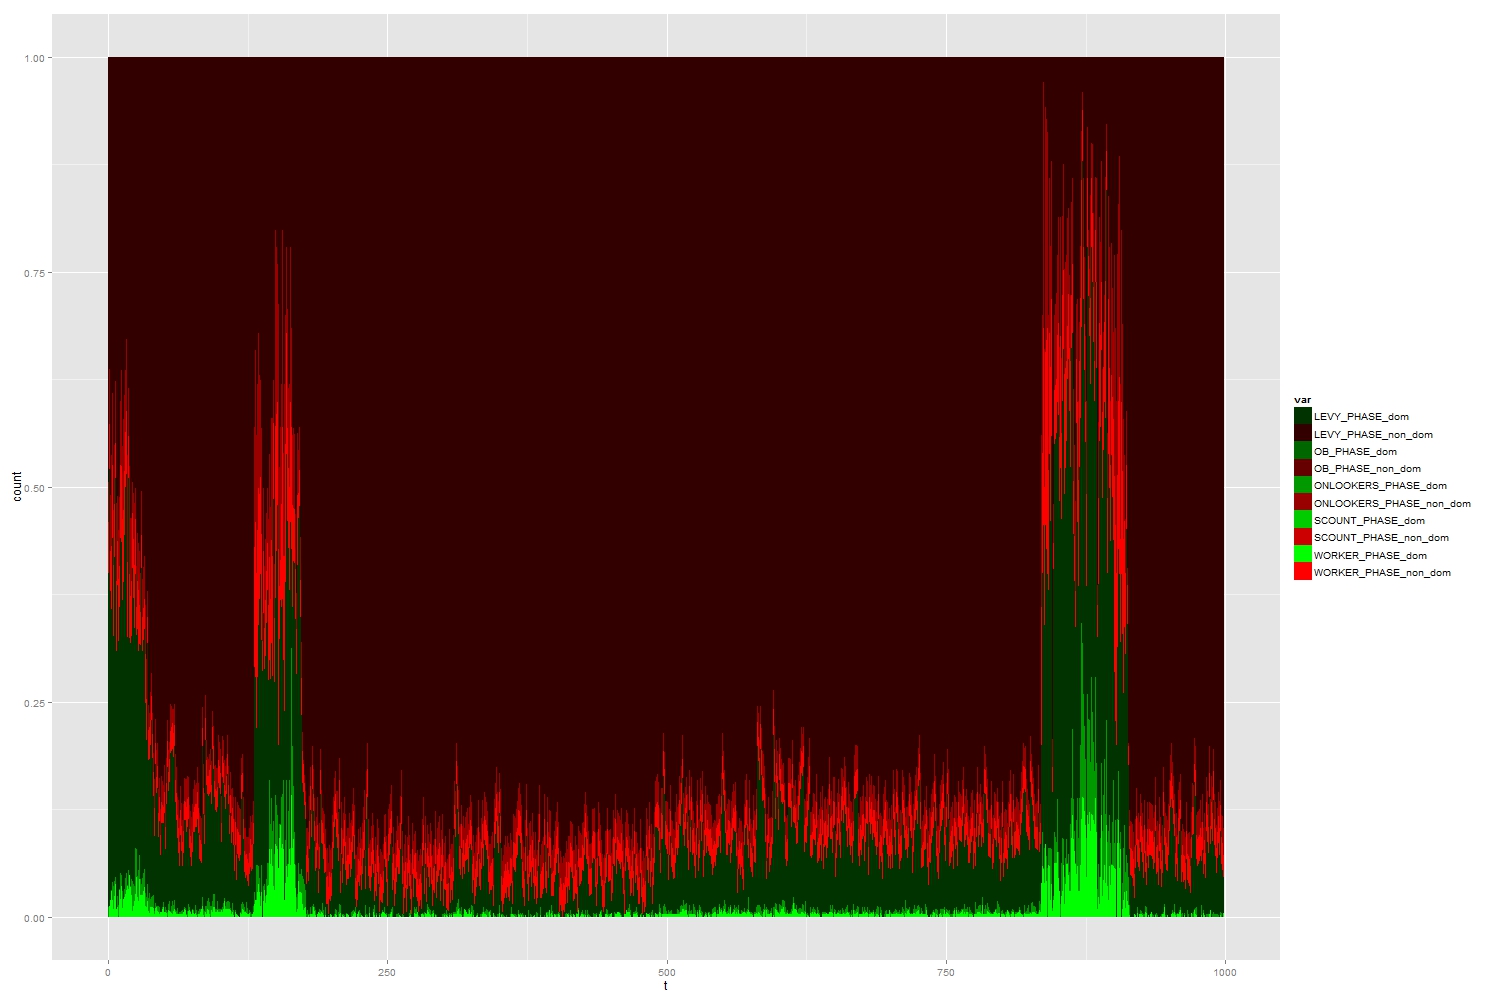 1.00
0.75
0.50
0.25
0.00
count
0
250
500
750
1000
t
var
LEVY_PHASE_dom
LEVY_PHASE_non_dom
OB_PHASE_dom
OB_PHASE_non_dom
ONLOOKERS_PHASE_dom
ONLOOKERS_PHASE_non_dom
SCOUNT_PHASE_dom
SCOUNT_PHASE_non_dom
WORKER_PHASE_dom
WORKER_PHASE_non_dom